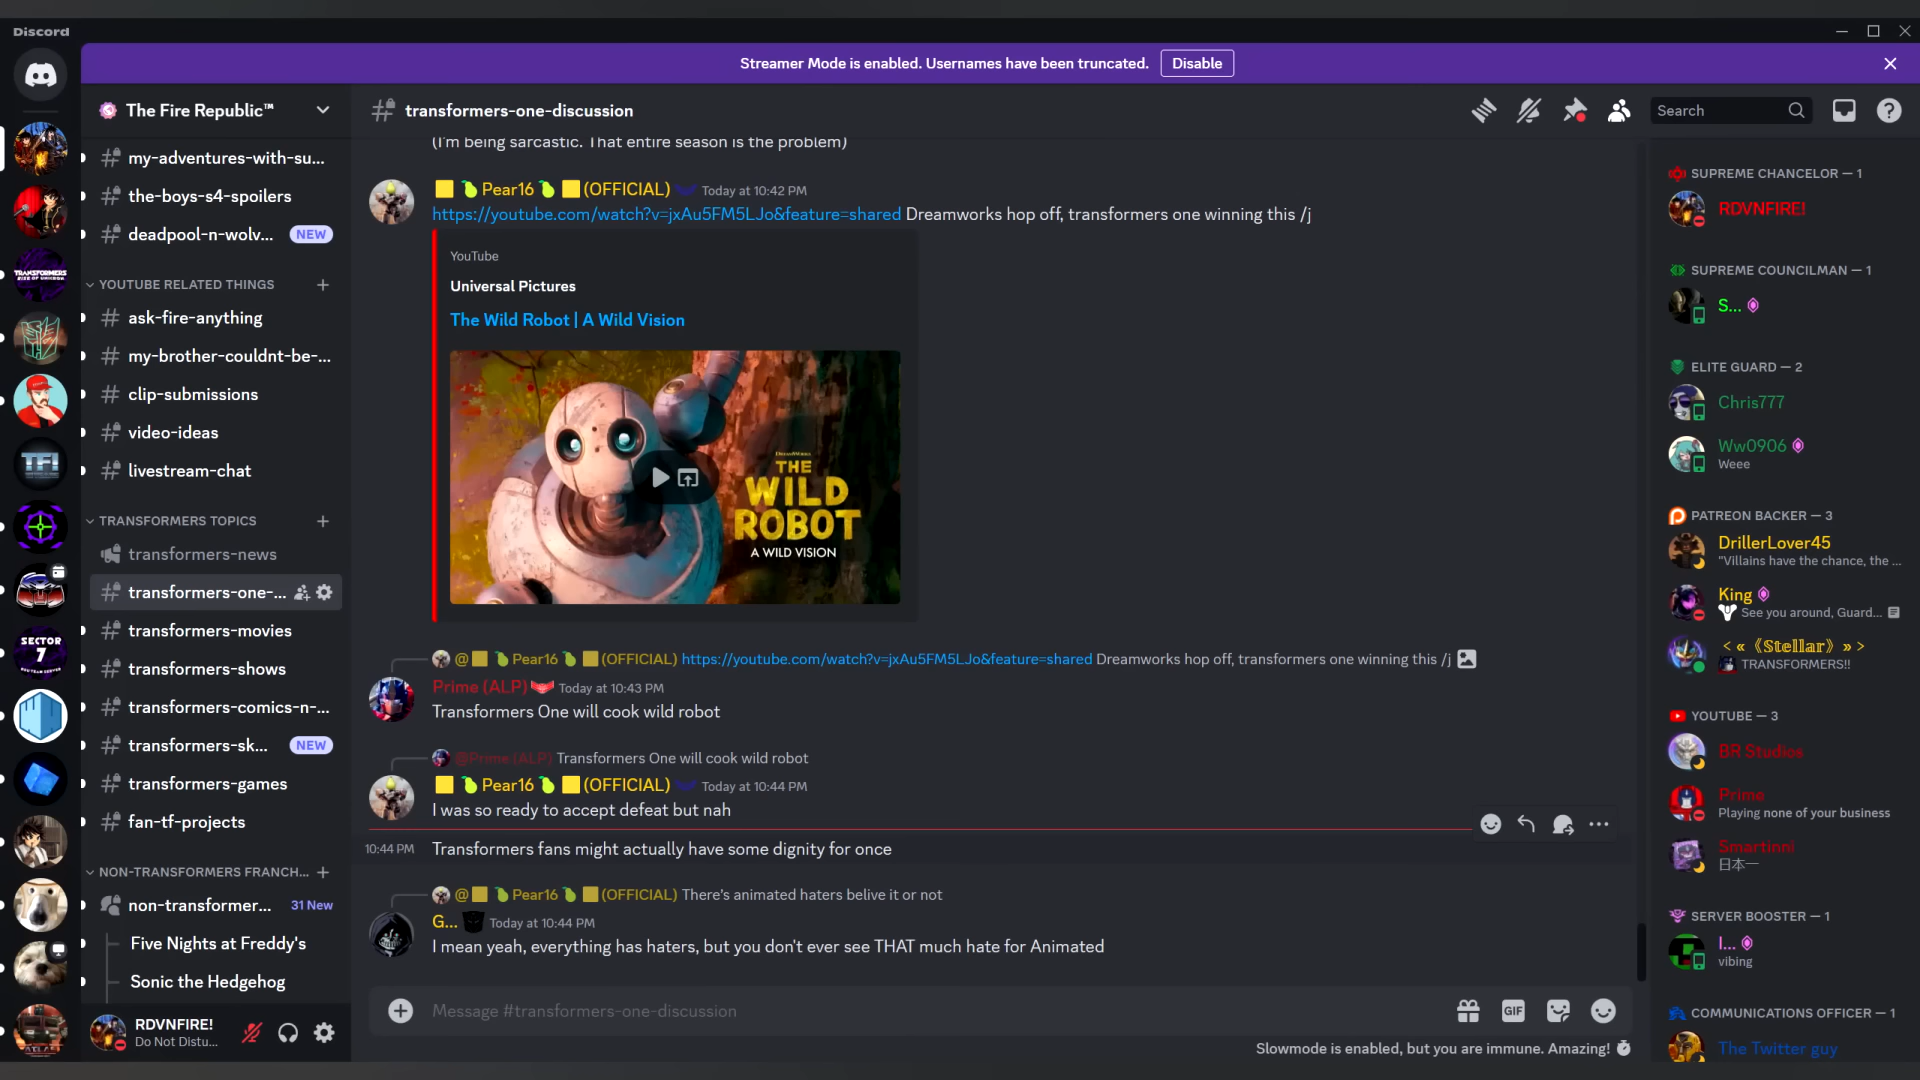 Discord
Streamer Mode is enabled. Usernames have been truncated.
Disable
The Fire Republic™
transformers-one-discussion
Search
my-adventures-with-su...
the-boys-s4-spoilers
deadpool-n-wolv...
NEW
YOUTUBE RELATED THINGS
ask-fire-anything
my-brother-couldnt-be-...
clip-submissions
video-ideas
livestream-chat
TRANSFORMERS TOPICS
transformers-news
transformers-one-...
transformers-movies
transformers-shows
transformers-comics-n-...
transformers-sk...
NEW
transformers-games
fan-tf-projects
NON-TRANSFORMERS FRANCH...
non-transformer...
31 New
Five Nights at Freddy's
Sonic the Hedgehog
RDVNFIRE!
Do Not Distu...
TRANSFORMERS
TFI
SECTOR
7
(I'm being sarcastic. That entire season is the problem)
Pear16 (OFFICIAL) Today at 10:42 PM
https://youtube.com/watch?v=jxAu5FM5LJo&feature=shared Dreamworks hop off, transformers one winning this /j
YouTube
Universal Pictures
The Wild Robot | A Wild Vision
THE
WILD
ROBOT
A WILD VISION
@ Pear16 (OFFICIAL) https://youtube.com/watch?v=jxAu5FM5LJo&feature=shared Dreamworks hop off, transformers one winning this /j
Prime (ALP) Today at 10:43 PM
Transformers One will cook wild robot
@Prime (ALP) Transformers One will cook wild robot
Pear16 (OFFICIAL) Today at 10:44 PM
I was so ready to accept defeat but nah
10:44 PM Transformers fans might actually have some dignity for once
@ Pear16 (OFFICIAL) There's animated haters belive it or not
G... Today at 10:44 PM
I mean yeah, everything has haters, but you don't ever see THAT much hate for Animated
Message #transformers-one-discussion
GIF
Slowmode is enabled, but you are immune. Amazing!
SUPREME CHANCELOR — 1
RDVNFIRE!
SUPREME COUNCILMAN — 1
S...
ELITE GUARD — 2
Chris777
Ww0906
Weee
PATREON BACKER — 3
DrillerLover45
"Villains have the chance, the ...
King
See you around, Guard...
<«《𝕊𝕥𝕖𝕝𝕝𝕒𝕣》»>
TRANSFORMERS!!
YOUTUBE — 3
BR Studios
Prime
Playing none of your business
Smartinni
日本一
SERVER BOOSTER — 1
I...
vibing
COMMUNICATIONS OFFICER — 1
The Twitter guy